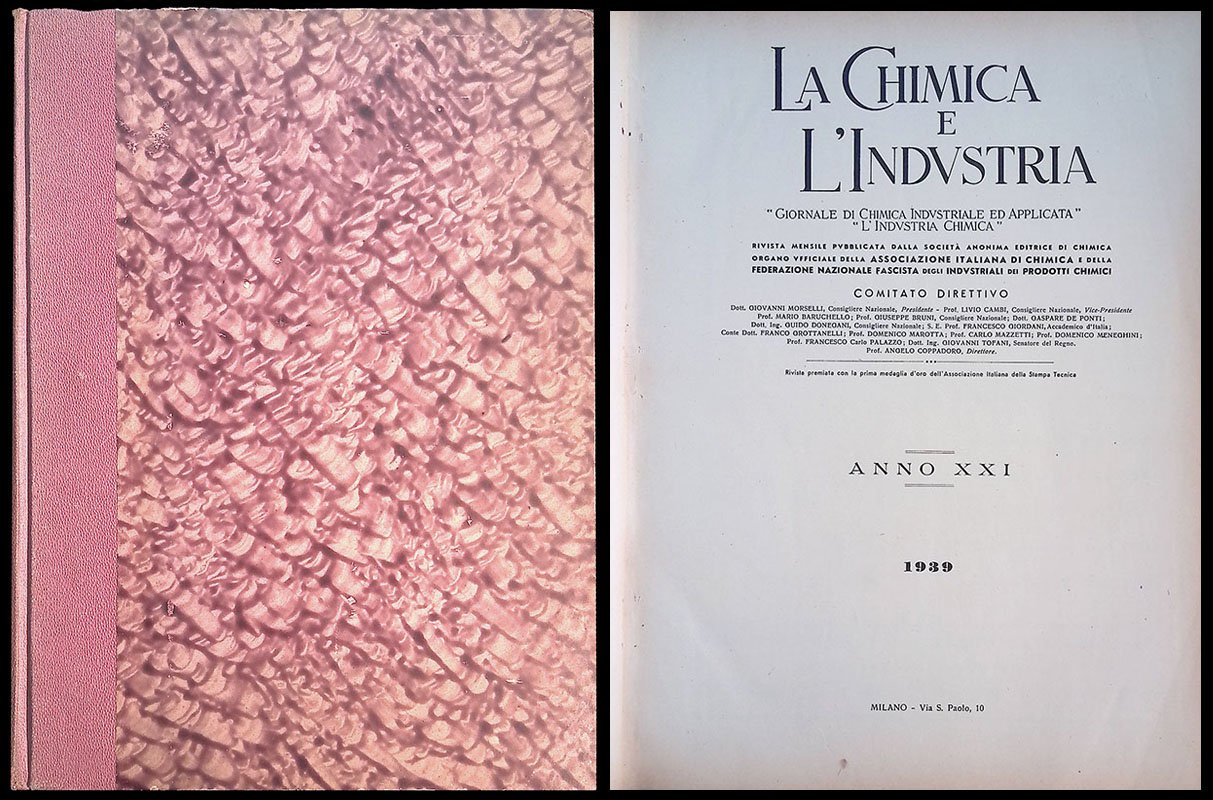 LA CHIMICA
E
L'INDVSTRIA
"GIORNALE DI CHIMICA INDVSTRIALE ED APPLICATA"
"L'INDVSTRIA CHIMICA"
RIVISTA MENSILE PVBBLICATA DALLA SOCIETÀ ANONIMA EDITRICE DI CHIMICA
ORGANO VFFICIALE DELLA ASSOCIAZIONE ITALIANA DI CHIMICA E DELLA
FEDERAZIONE NAZIONALE FASCISTA DEGLI INDVSTRIALI DEI PRODOTTI CHIMICI
COMITATO DIRETTIVO
Dott. GIOVANNI MORSELLI, Consigliere Nazionale, Presidente - Prof. LIVIO CAMBI, Consigliere Nazionale, Vice-Presidente
Prof. MARIO BARUCHELLO; Prof. GIUSEPPE BRUNI, Consigliere Nazionale; Dott. GASPARE DE PONTI;
Dott. Ing. GUIDO DONEGANI, Consigliere Nazionale; S. E. Prof. FRANCESCO GIORDANI, Accademico d'Italia;
Conte Dott. FRANCO GROTTANELLI; Prof. DOMENICO MAROTTA; Prof. CARLO MAZZETTI; Prof. DOMENICO MENEGHINI;
Prof. FRANCESCO Carlo PALAZZO; Dott. Ing. GIOVANNI TOFANI, Senatore del Regno.
Prof. ANGELO COPPADORO, Direttore.
Rivista premiata con la prima medaglia d'oro dell'Associazione Italiana della Stampa Tecnica
ANNO XXI
1939
MILANO - Via S. Paolo, 10